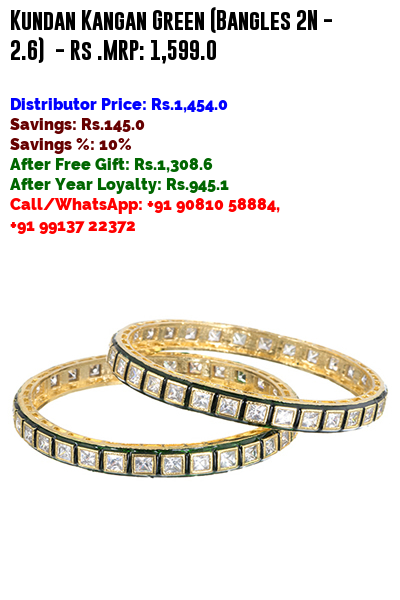 Kundan Kangan Green (Bangles 2N -
2.6) - Rs .MRP: 1,599.0
Distributor Price: Rs.1,454.0
Savings: Rs.145.0
Savings %: 10%
After Free Gift: Rs.1,308.6
After Year Loyalty: Rs.945.1
Call/WhatsApp: +91 90810 58884,
+91 99137 22372